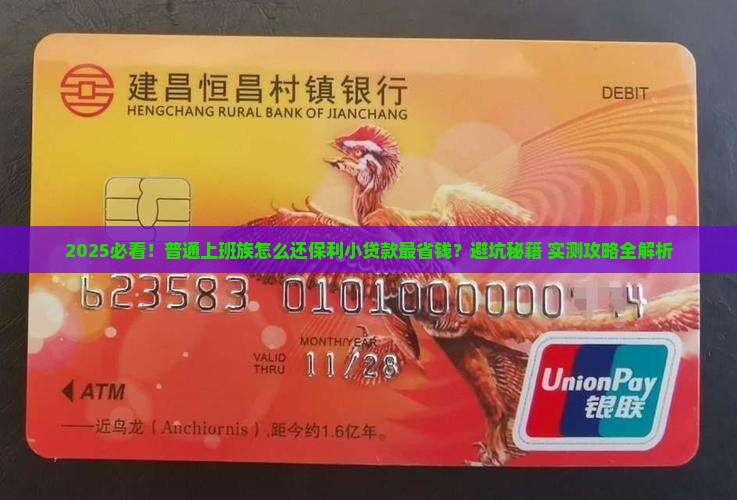 建昌恒昌村镇银行
HENGCHANG RURAL BANK OF JIANCHANG
DEBIT
2025必看！普通上班族怎么还保利小贷款最省钱？避坑秘籍 实测攻略全解析
MONTH/YEAR
VALID THRU 11/28
ATM
UnionPay
银联
——近鸟龙（Anchiornis）,距今约1.6亿年。